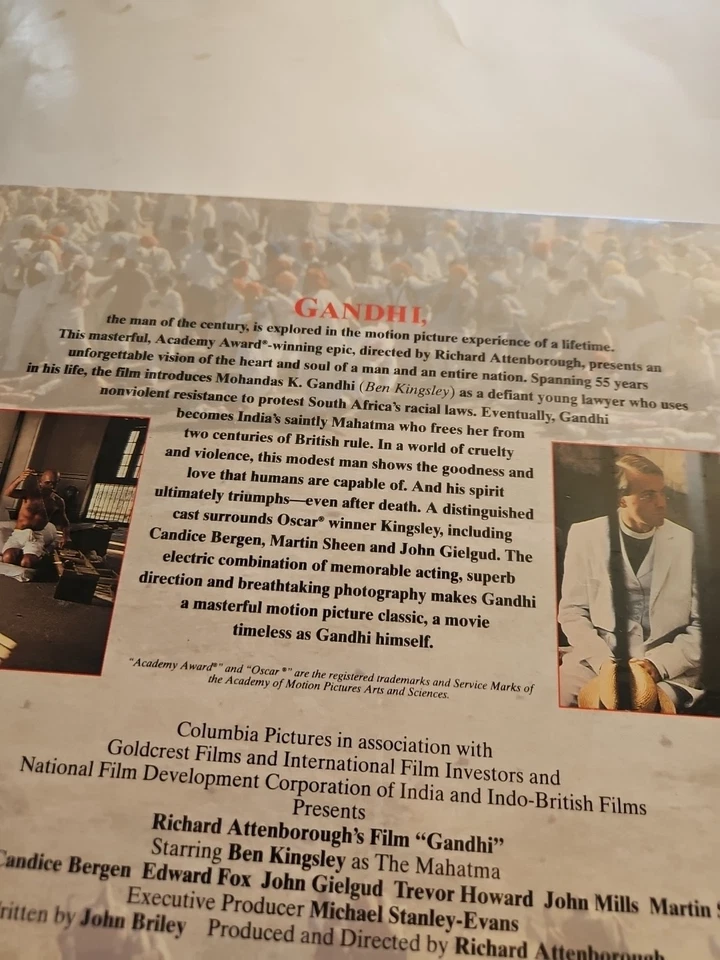 GANDHI,
the man of the century, is explored in the motion picture experience of a lifetime.
This masterful, Academy Award®-winning epic, directed by Richard Attenborough, presents an
unforgettable vision of the heart and soul of a man and an entire nation. Spanning 55 years
in his life, the film introduces Mohandas K. Gandhi (Ben Kingsley) as a defiant young lawyer who uses
nonviolent resistance to protest South Africa's racial laws. Eventually, Gandhi
becomes India's saintly Mahatma who frees her from
two centuries of British rule. In a world of cruelty
and violence, this modest man shows the goodness and
love that humans are capable of. And his spirit
ultimately triumphs—even after death. A distinguished
cast surrounds Oscar® winner Kingsley, including
Candice Bergen, Martin Sheen and John Gielgud. The
electric combination of memorable acting, superb
direction and breathtaking photography makes Gandhi
a masterful motion picture classic, a movie
timeless as Gandhi himself.
"Academy Award®" and "Oscar ®" are the registered trademarks and Service Marks of
the Academy of Motion Pictures Arts and Sciences.
Columbia Pictures in association with
Goldcrest Films and International Film Investors and
National Film Development Corporation of India and Indo-British Films
Presents
Richard Attenborough's Film "Gandhi"
Starring Ben Kingsley as The Mahatma
Candice Bergen Edward Fox John Gielgud Trevor Howard John Mills Martin S
Executive Producer Michael Stanley-Evans
ritten by John Briley Produced and Directed by Richard Attenborough